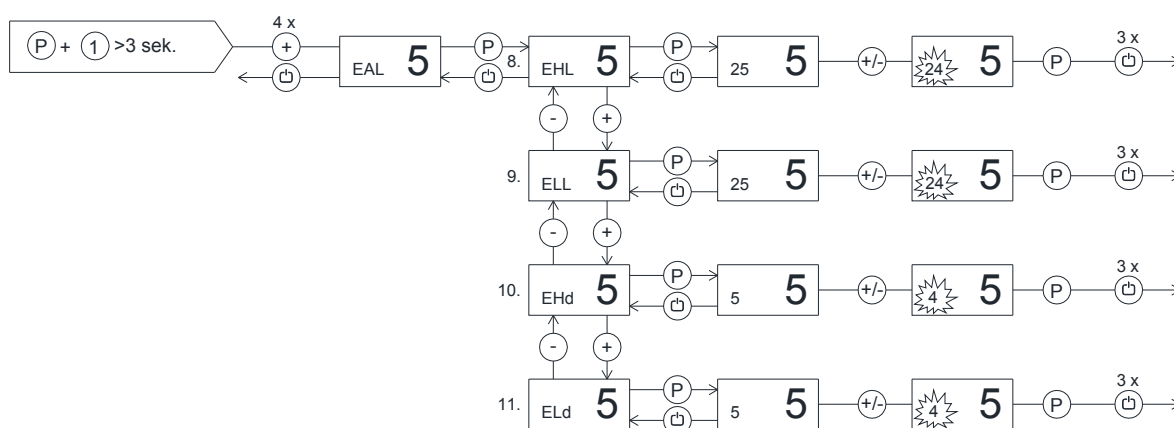 4 x
P + 1 >3 sek. + EAL 5 P 8. EHL 5 P 25 5 +/- 24 5 P 3 x
- +
9. ELL 5 P 25 5 +/- 24 5 P 3 x
- +
10. EHd 5 P 5 5 +/- 4 5 P 3 x
- +
11. ELd 5 P 5 5 +/- 4 5 P 3 x